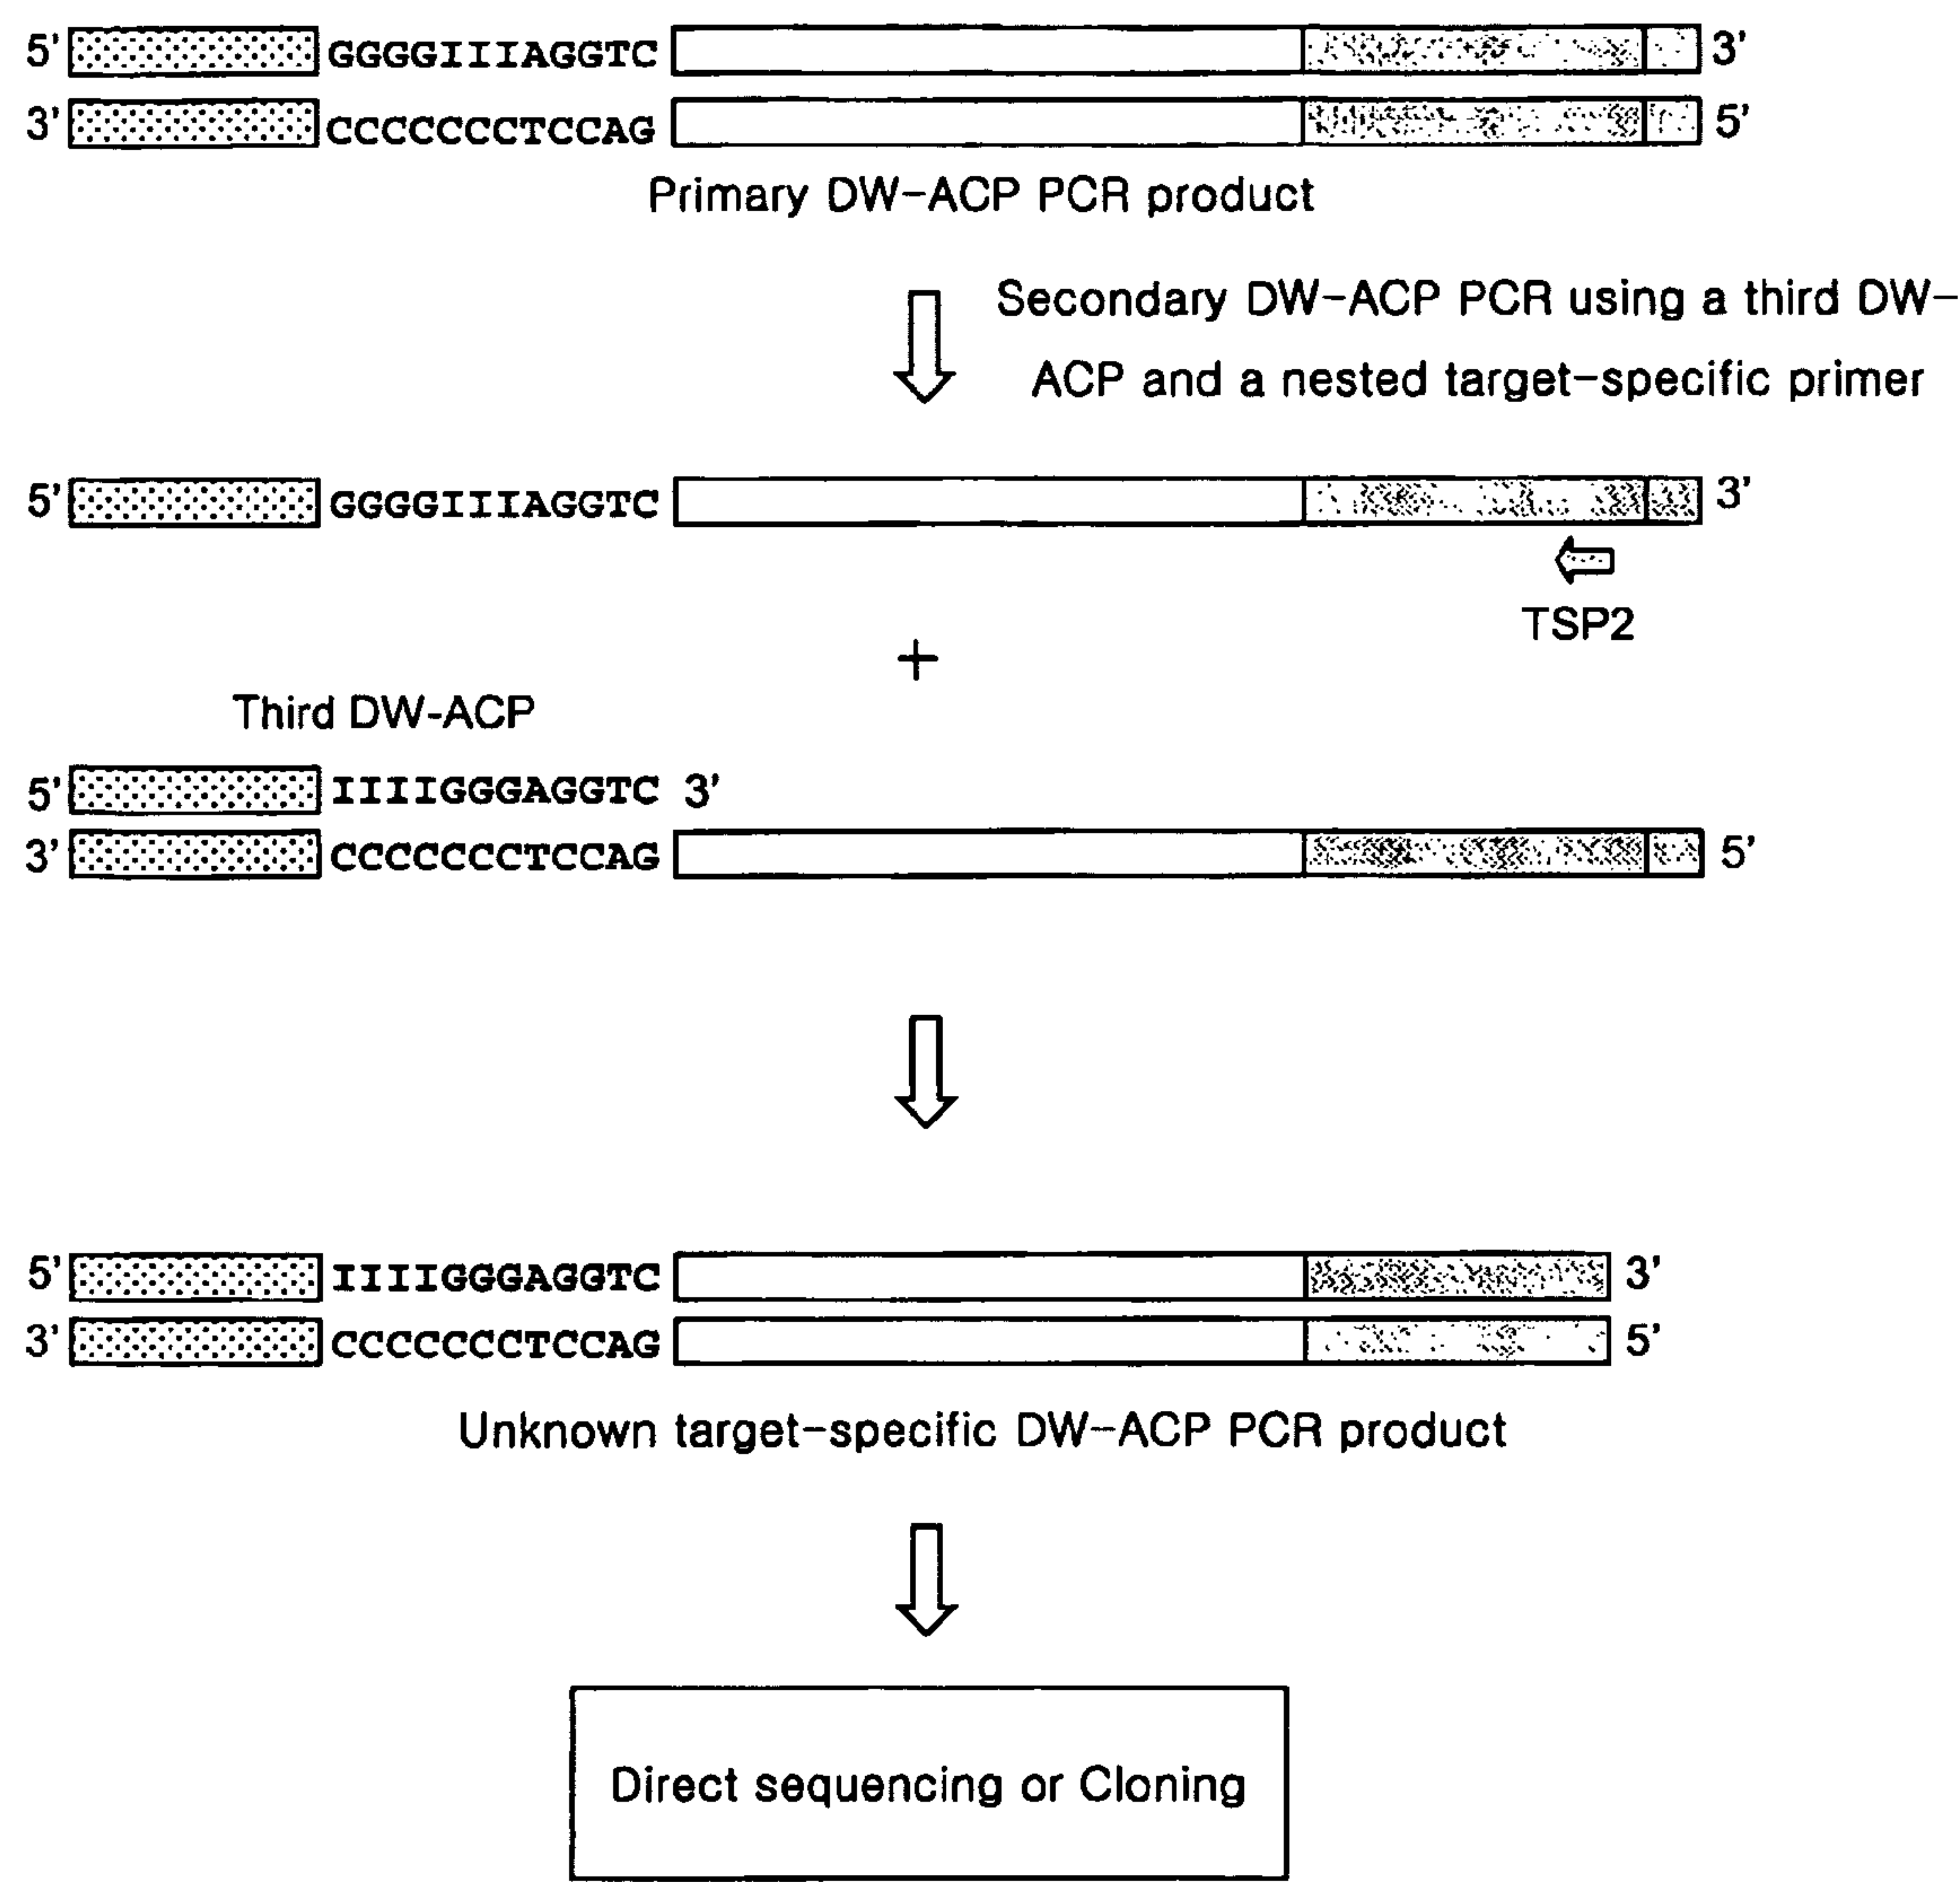 5' GGGGIIIAGGTC 3'
3' CCCCCCCTCCAG 5'
Primary DW-ACP PCR product
Secondary DW-ACP PCR using a third DW-
ACP and a nested target-specific primer
5' GGGGIIIAGGTC 3'
TSP2
+
Third DW-ACP
5' IIIIGGGAGGTC 3'
3' CCCCCCCTCCAG 5'
5' IIIIGGGAGGTC 3'
3' CCCCCCCTCCAG 5'
Unknown target-specific DW-ACP PCR product
Direct sequencing or Cloning